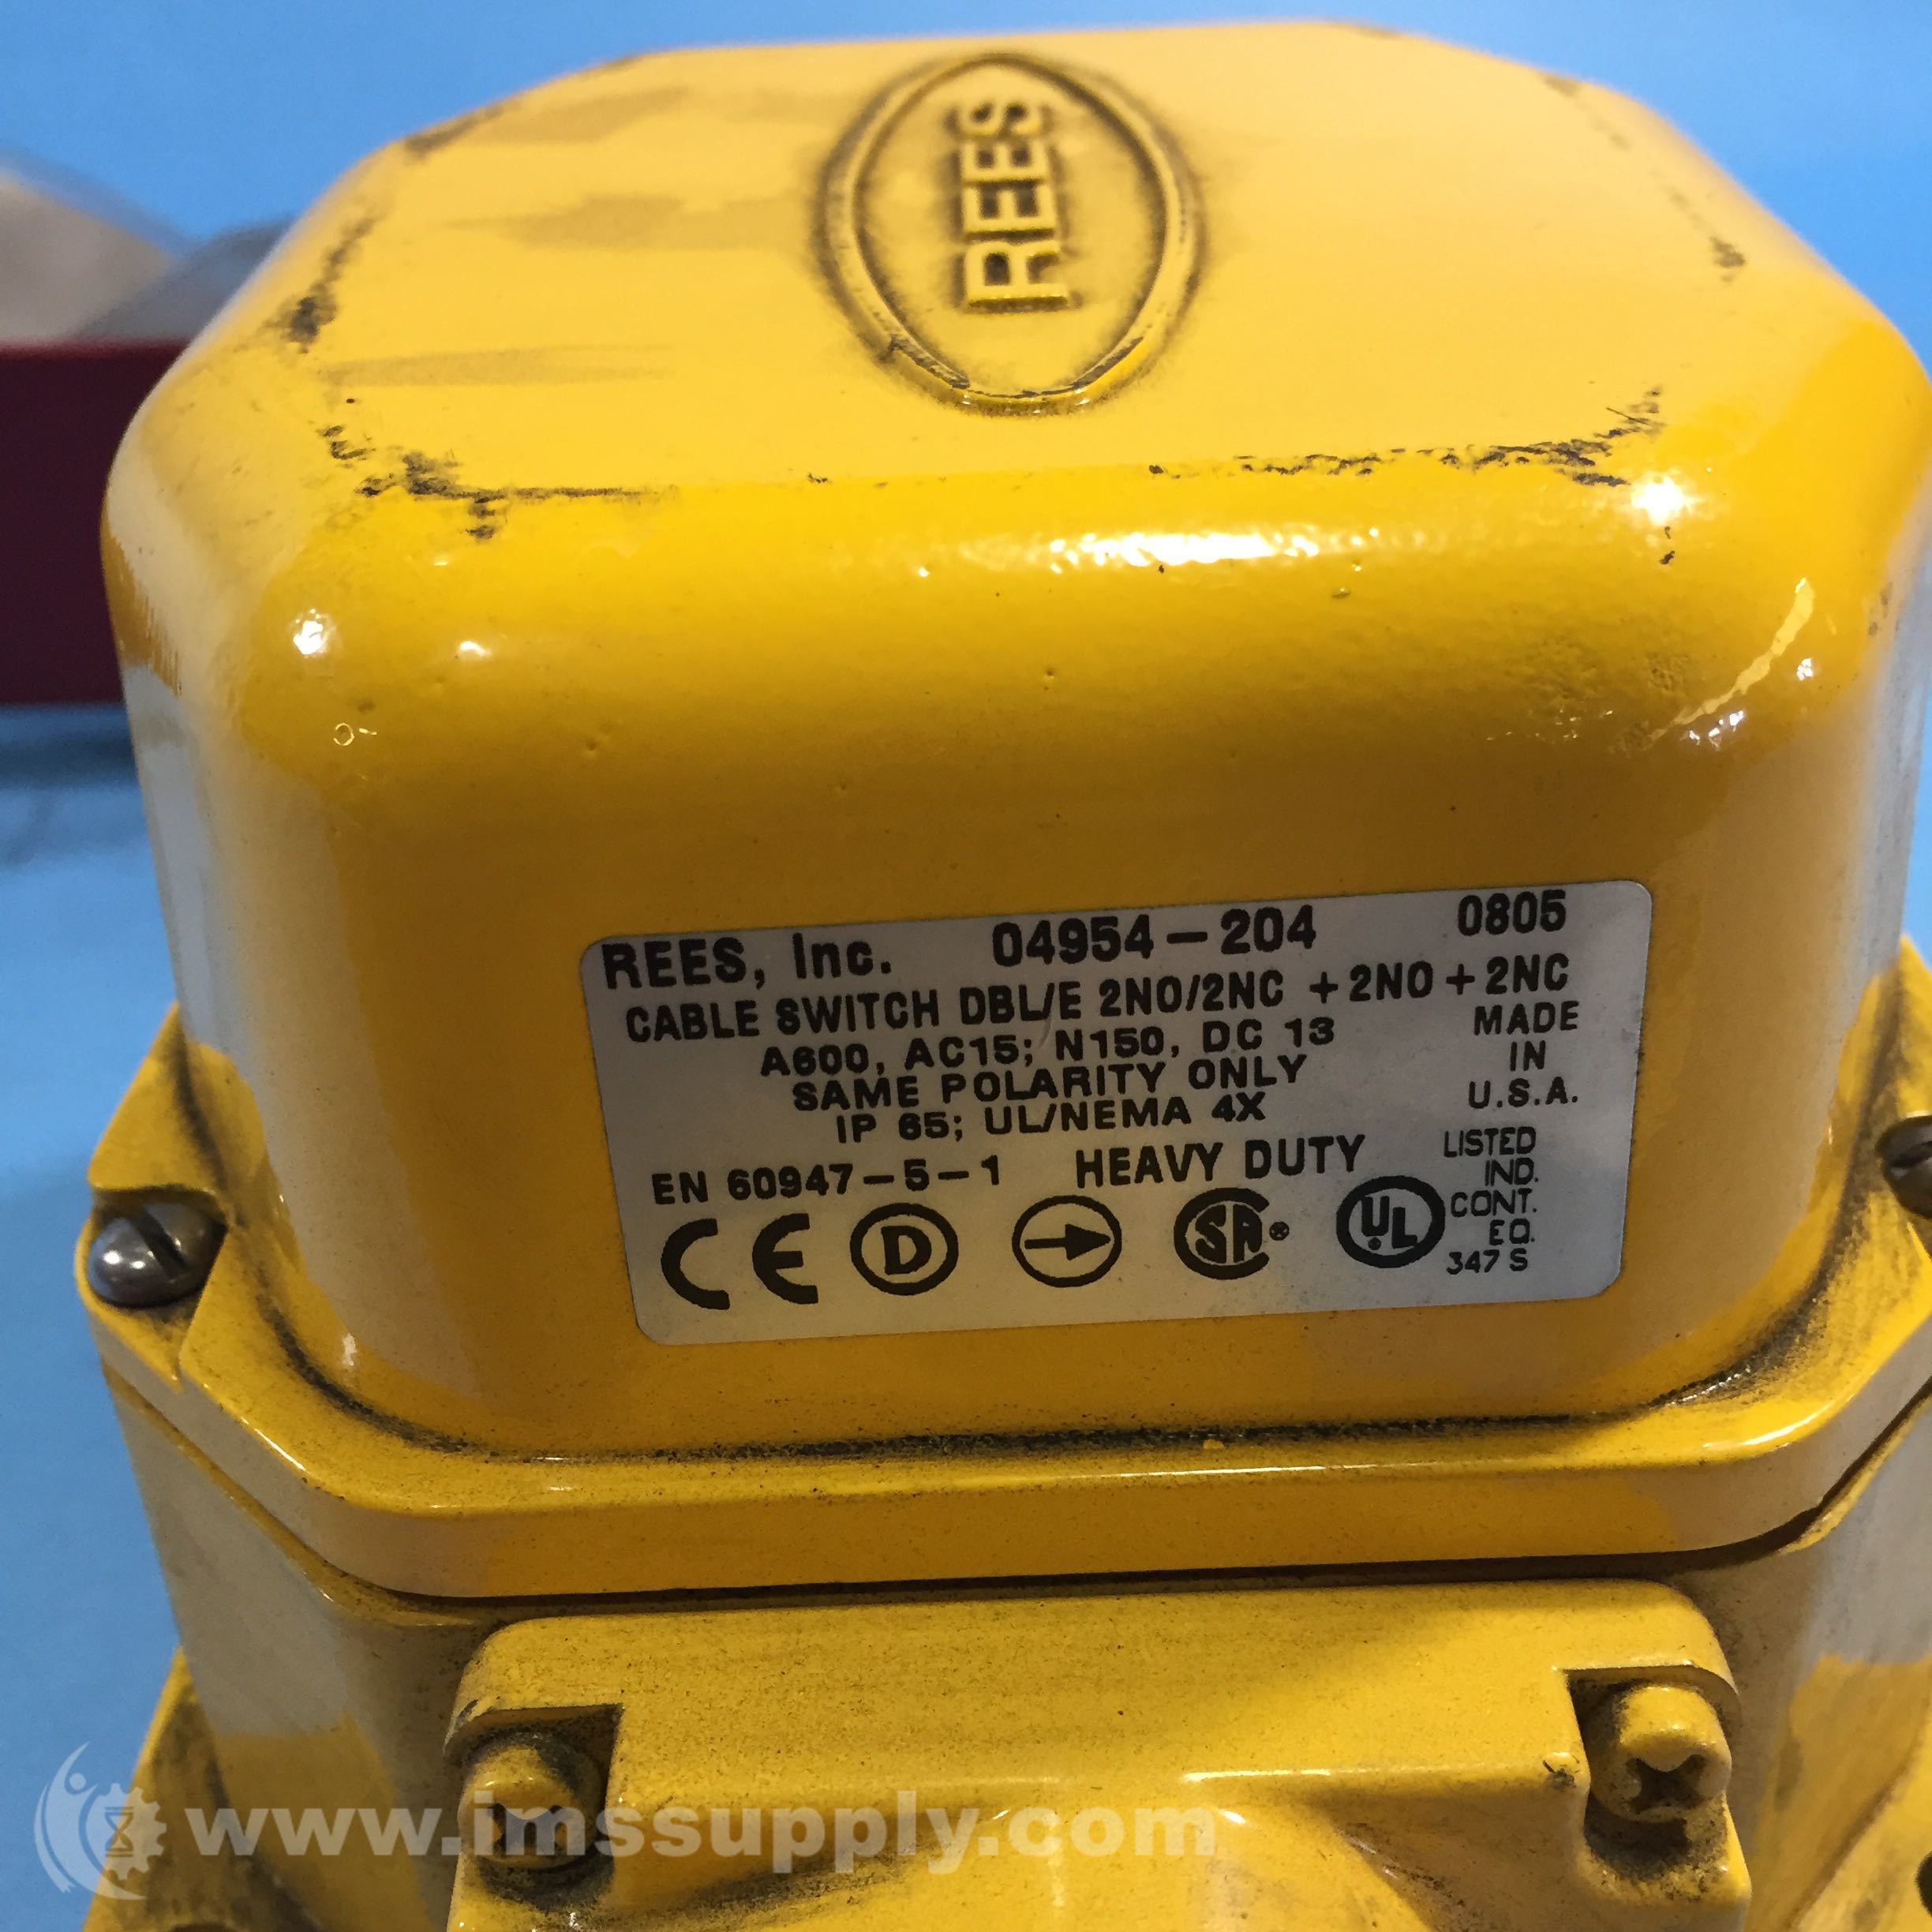 REES
REES, Inc. 04954-204 0805
CABLE SWITCH DBL/E 2NO/2NC +2NO+2NC
A600, AC15; N150, DC 13
SAME POLARITY ONLY
IP 65; UL/NEMA 4X
MADE
IN
U.S.A.
EN 60947-5-1 HEAVY DUTY
CE D SA® UL
LISTED
IND.
CONT.
EQ.
347 S
www.imssupply.com